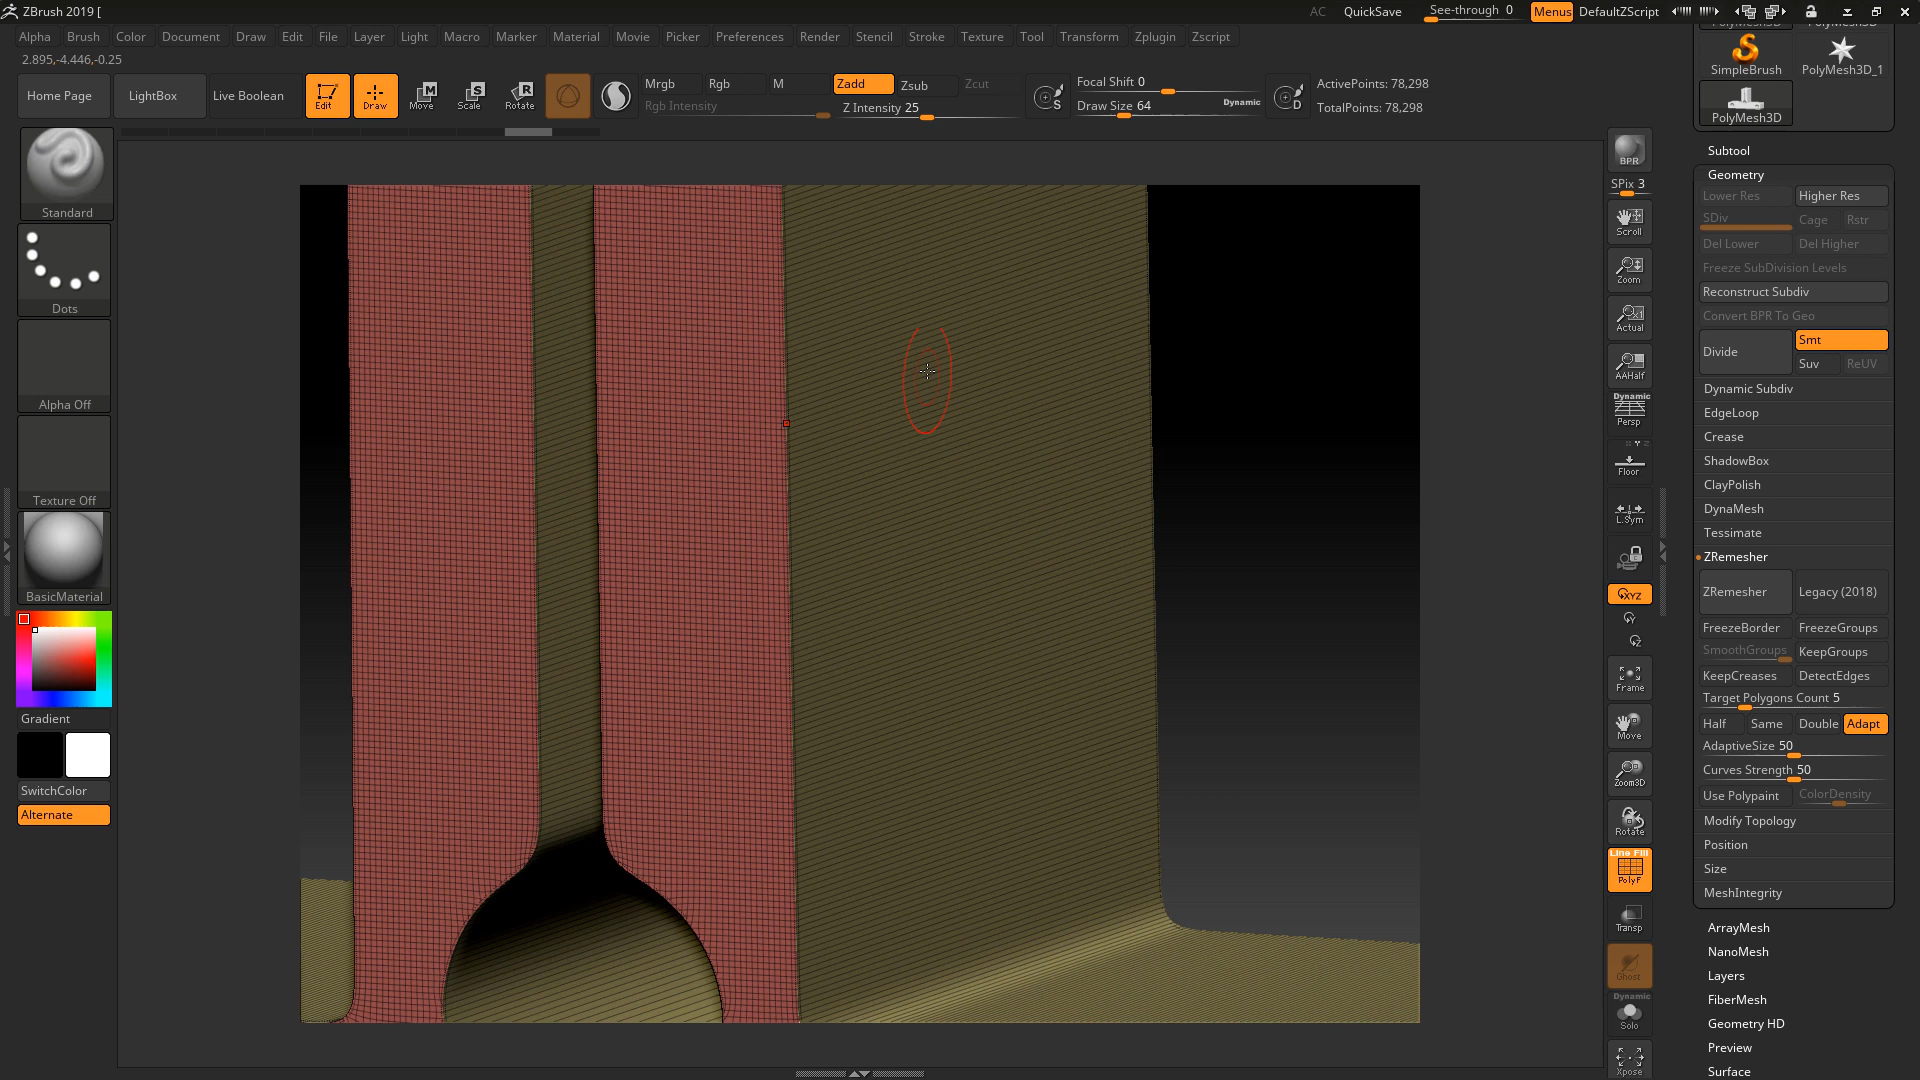 ZBrush 2019 [
AC QuickSave See-through 0 Menus DefaultZScript
Alpha Brush Color Document Draw Edit File Layer Light Macro Marker Material Movie Picker Preferences Render Stencil Stroke Texture Tool Transform Zplugin Zscript
2.895,-4.446,-0.25
Home Page LightBox Live Boolean Edit Draw Move Scale Rotate
Mrgb Rgb M Zadd Zsub Zcut
Rgb Intensity Z Intensity 25
Focal Shift 0
Draw Size 64 Dynamic
ActivePoints: 78,298
TotalPoints: 78,298
Standard
Dots
Alpha Off
Texture Off
BasicMaterial
Gradient
SwitchColor
Alternate
BPR
SPix 3
Scroll
Zoom
Actual
AAHalf
Dynamic
Persp
Floor
L.Sym
XYZ
Y
Z
Frame
Move
Zoom3D
Rotate
Line Fill
PolyF
Transp
Ghost
Dynamic
Solo
Xpose
SimpleBrush PolyMesh3D_1
PolyMesh3D
Subtool
Geometry
Lower Res Higher Res
SDiv Cage Rstr
Del Lower Del Higher
Freeze SubDivision Levels
Reconstruct Subdiv
Convert BPR To Geo
Divide Smt
Suv ReUV
Dynamic Subdiv
EdgeLoop
Crease
ShadowBox
ClayPolish
DynaMesh
Tessimate
ZRemesher
ZRemesher Legacy (2018)
FreezeBorder FreezeGroups
SmoothGroups KeepGroups
KeepCreases DetectEdges
Target Polygons Count 5
Half Same Double Adapt
AdaptiveSize 50
Curves Strength 50
Use Polypaint ColorDensity
Modify Topology
Position
Size
MeshIntegrity
ArrayMesh
NanoMesh
Layers
FiberMesh
Geometry HD
Preview
Surface